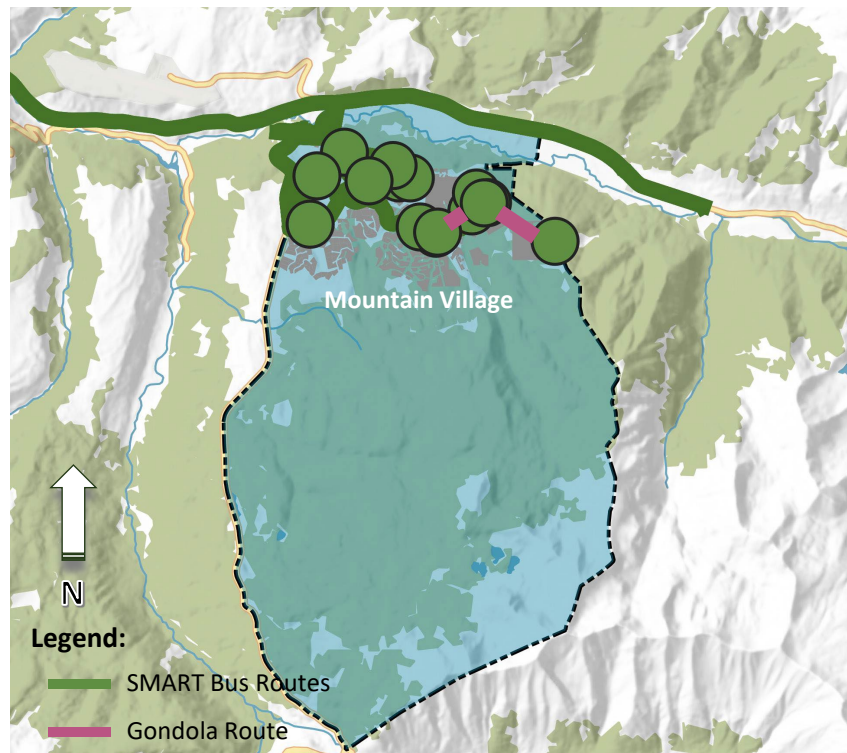 Mountain Village
N
Legend:
SMART Bus Routes
Gondola Route